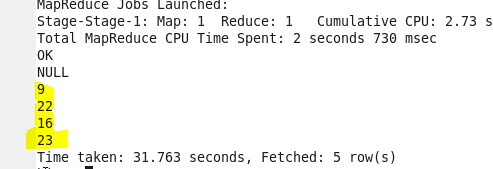 MapReduce Jobs Launched:
Stage-Stage-1: Map: 1  Reduce: 1   Cumulative CPU: 2.73 s
Total MapReduce CPU Time Spent: 2 seconds 730 msec
OK
NULL
9
22
16
23
Time taken: 31.763 seconds, Fetched: 5 row(s)